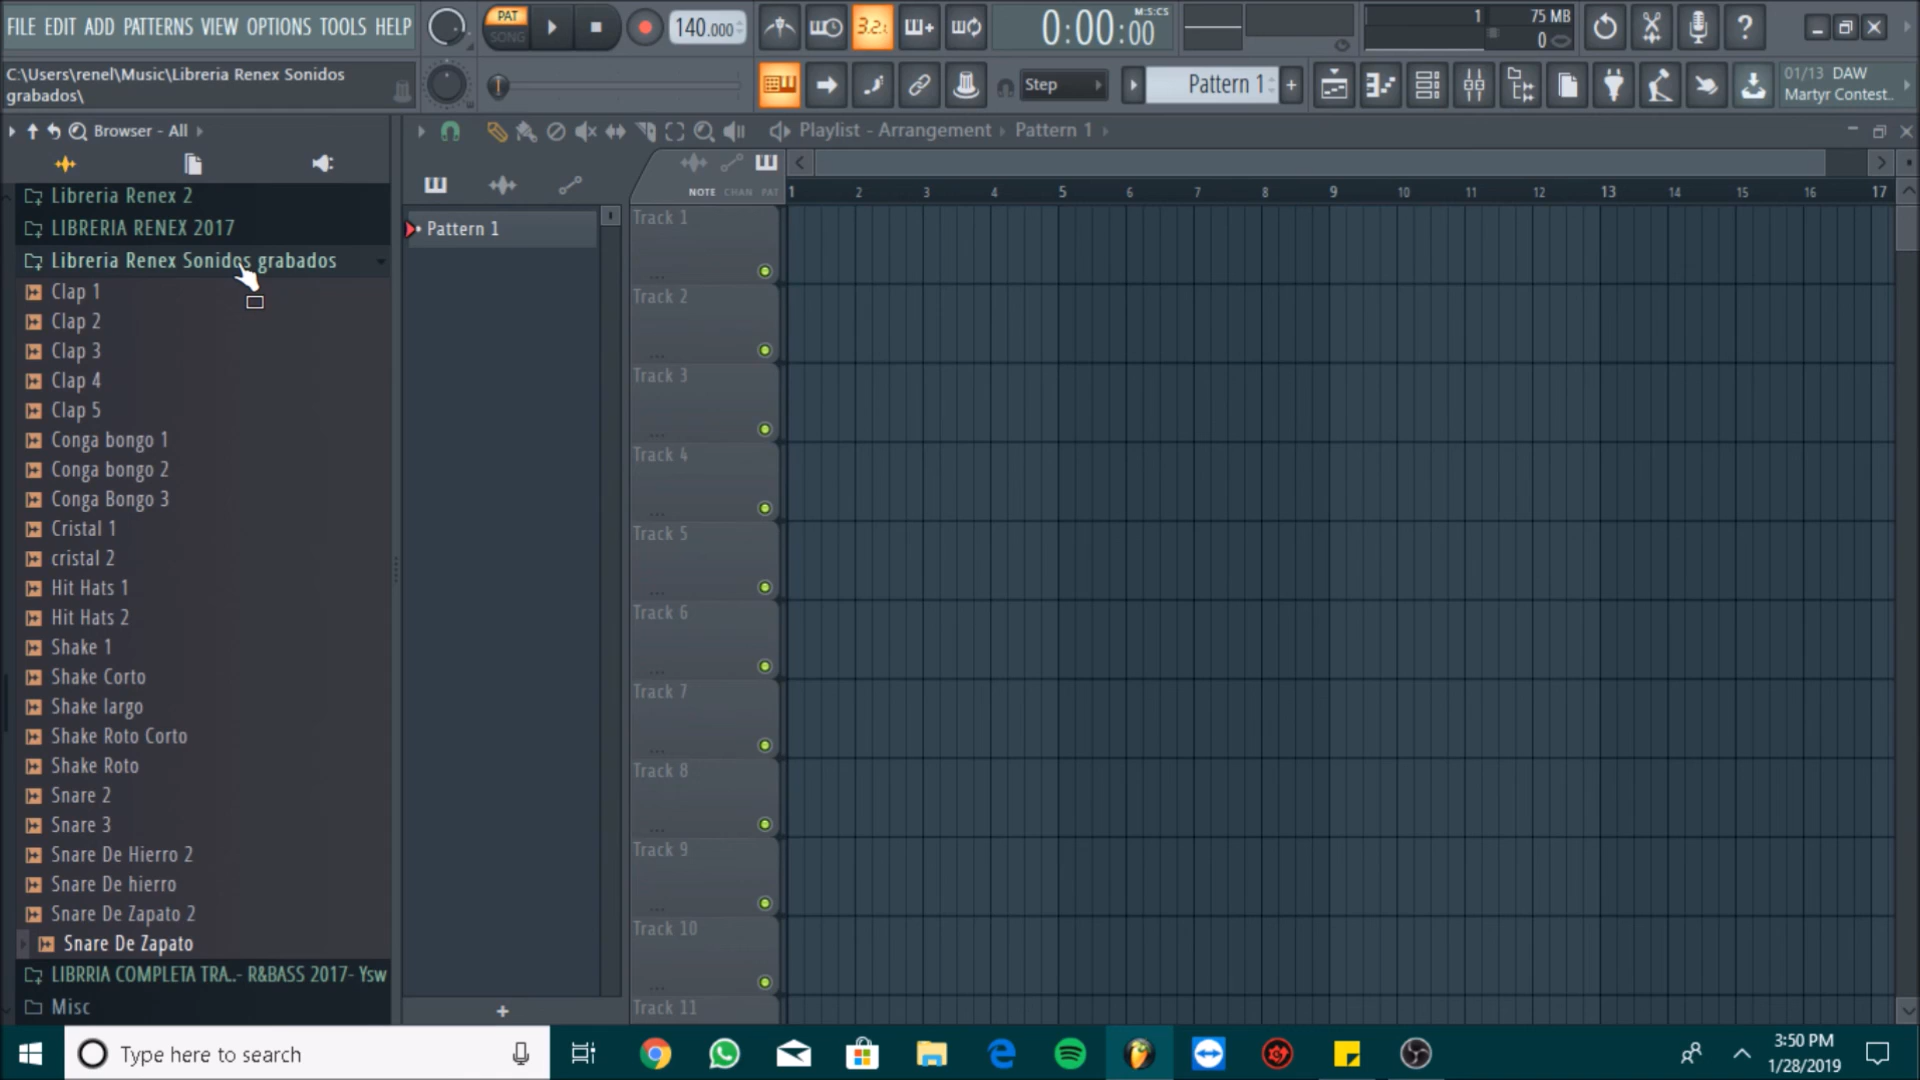 FILE EDIT ADD PATTERNS VIEW OPTIONS TOOLS HELP
PAT
SONG
140.000
3.2.
0:00:00
M:S:CS
1
75 MB
0
C:\Users\renel\Music\Libreria Renex Sonidos
grabados\
Step
Pattern 1
01/13 DAW
Martyr Contest..
Browser - All
Playlist - Arrangement › Pattern 1
NOTE CHAN PAT
1 2 3 4 5 6 7 8 9 10 11 12 13 14 15 16 17
Libreria Renex 2
LIBRERIA RENEX 2017
Libreria Renex Sonidos grabados
Clap 1
Clap 2
Clap 3
Clap 4
Clap 5
Conga bongo 1
Conga bongo 2
Conga Bongo 3
Cristal 1
cristal 2
Hit Hats 1
Hit Hats 2
Shake 1
Shake Corto
Shake largo
Shake Roto Corto
Shake Roto
Snare 2
Snare 3
Snare De Hierro 2
Snare De hierro
Snare De Zapato 2
Snare De Zapato
LIBRRIA COMPLETA TRA..- R&BASS 2017- Ysw
Misc
Pattern 1
Track 1
Track 2
Track 3
Track 4
Track 5
Track 6
Track 7
Track 8
Track 9
Track 10
Track 11
Type here to search
3:50 PM
1/28/2019